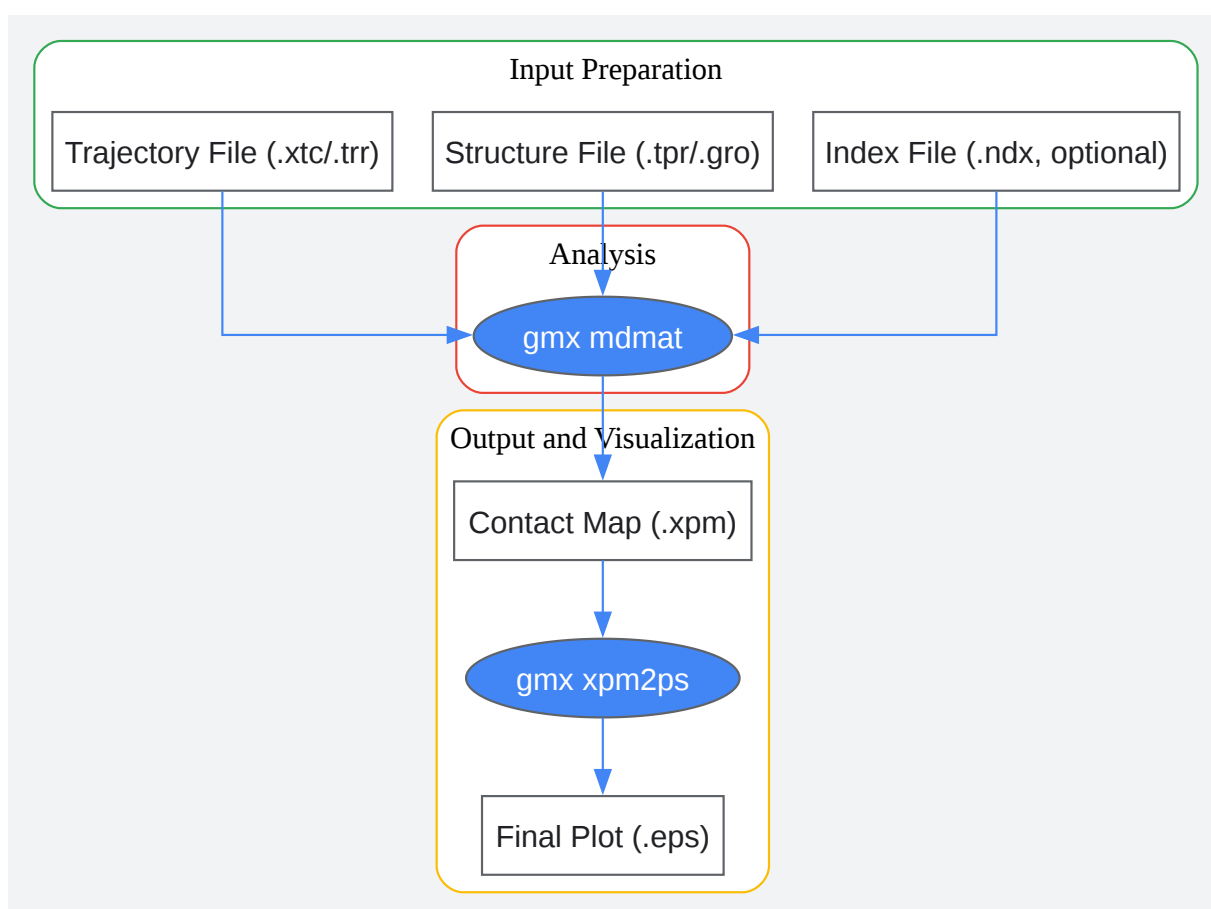 Input Preparation
Trajectory File (.xtc/.trr)
Structure File (.tpr/.gro)
Index File (.ndx, optional)
Analysis
gmx mdmat
Output and Visualization
Contact Map (.xpm)
gmx xpm2ps
Final Plot (.eps)